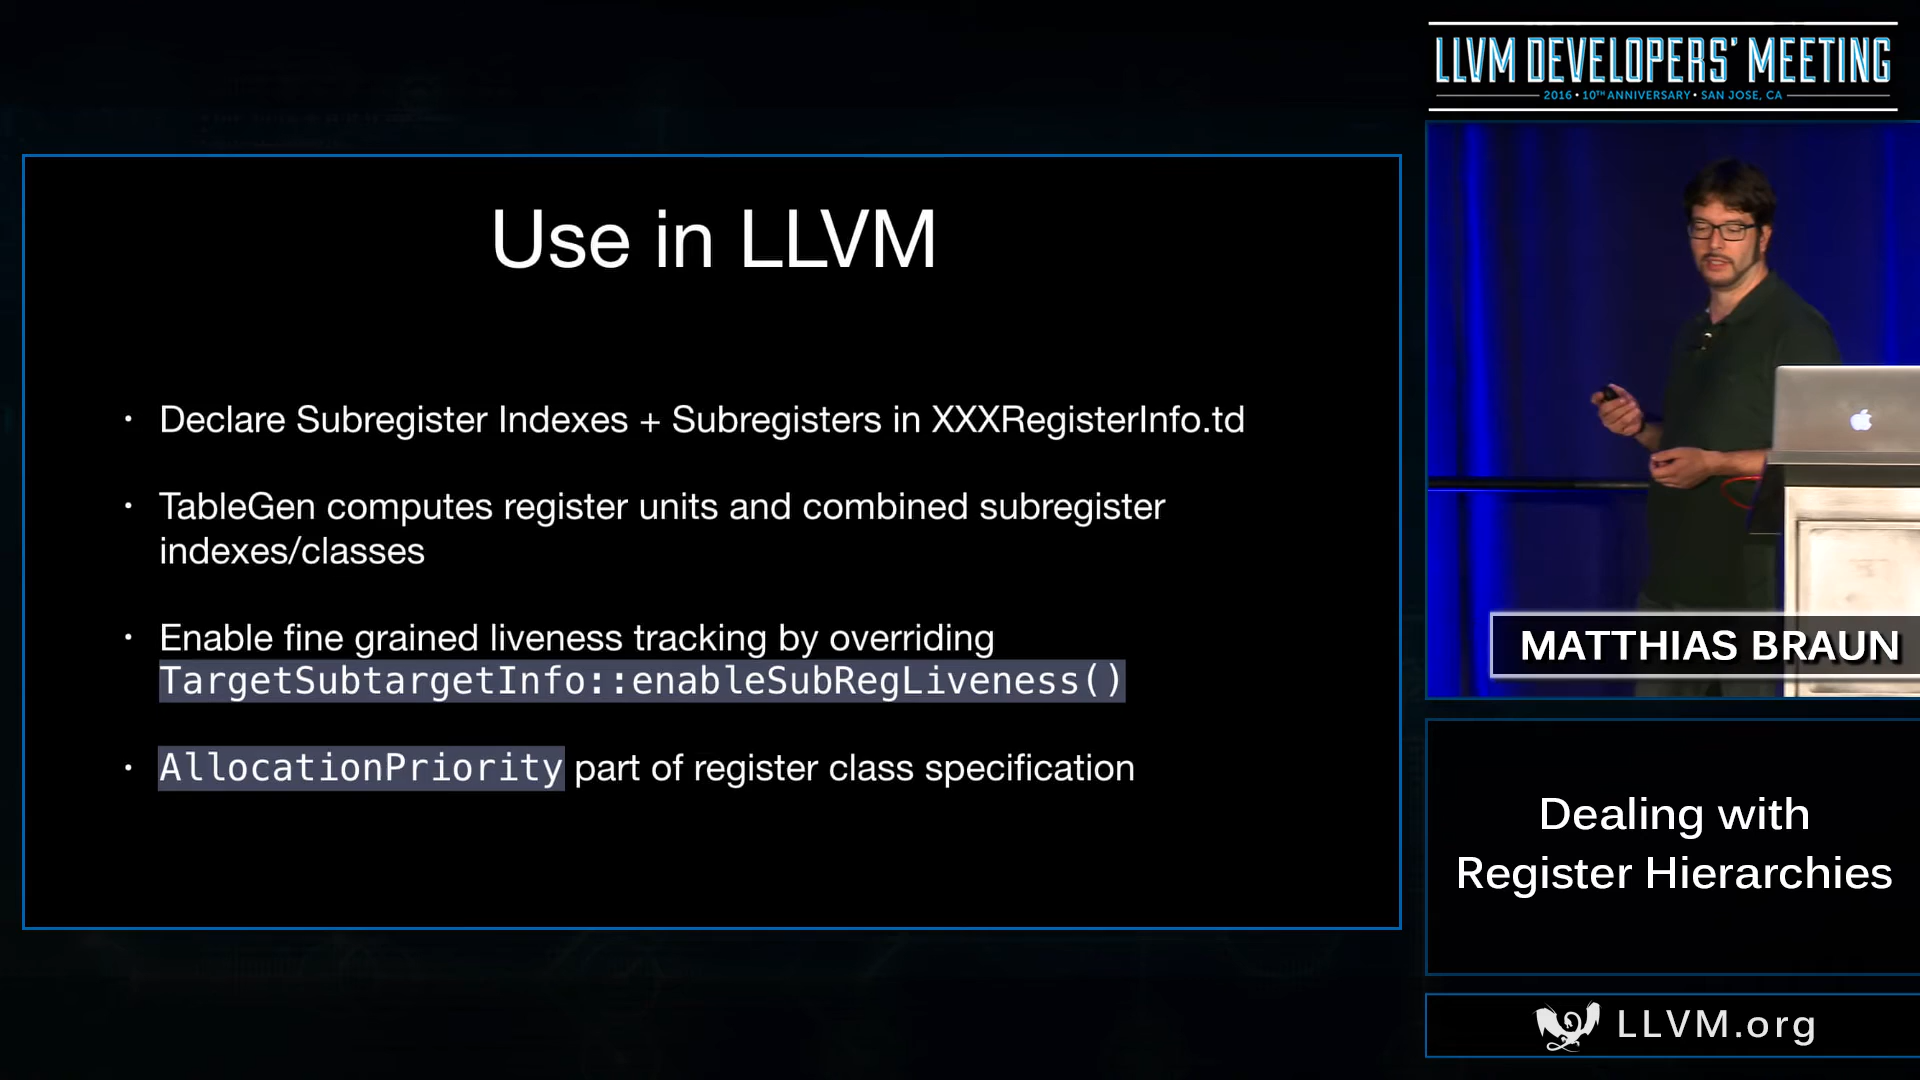 LLVM DEVELOPERS' MEETING
2016 • 10TH ANNIVERSARY • SAN JOSE, CA
Use in LLVM
• Declare Subregister Indexes + Subregisters in XXXRegisterInfo.td
• TableGen computes register units and combined subregister
indexes/classes
• Enable fine grained liveness tracking by overriding
TargetSubtargetInfo::enableSubRegLiveness()
• AllocationPriority part of register class specification
MATTHIAS BRAUN
Dealing with
Register Hierarchies
LLVM.org